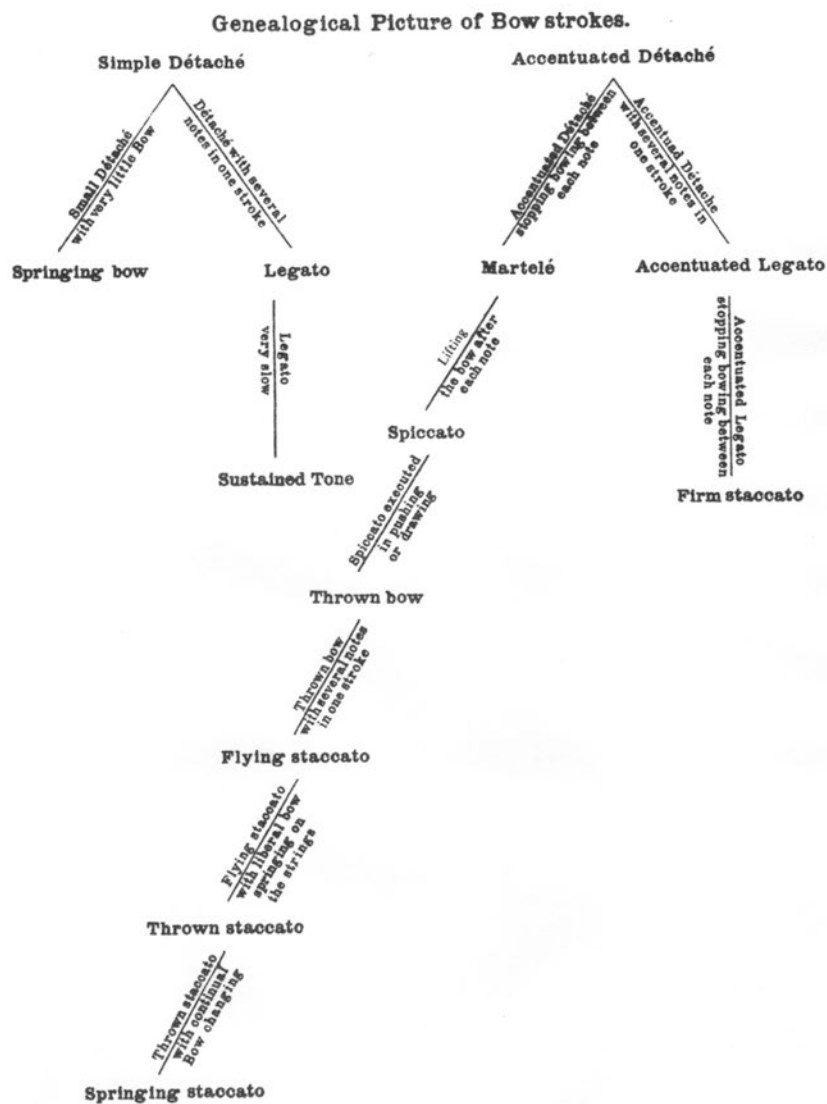 Genealogical Picture of Bow strokes.
Simple Détaché
Accentuated Détaché
Small Détaché
with very little Bow
Détaché with several
notes in one stroke
Accentuated Détaché
stopping bowing between
each note
Accentuad Détache
with several notes in
one stroke
Springing bow
Legato
Martelé
Accentuated Legato
Legato
very slow
Lifting
the bow after
each note
Accentuated Legato
stopping bowing between
each note
Spiccato
Sustained Tone
Firm staccato
Spiccato executed
in pushing
or drawing
Thrown bow
Thrown bow
with several notes
in one stroke
Flying staccato
Flying staccato
with liberal bow
springing on
the strings
Thrown staccato
Thrown staccato
with continual
Bow changing
Springing staccato